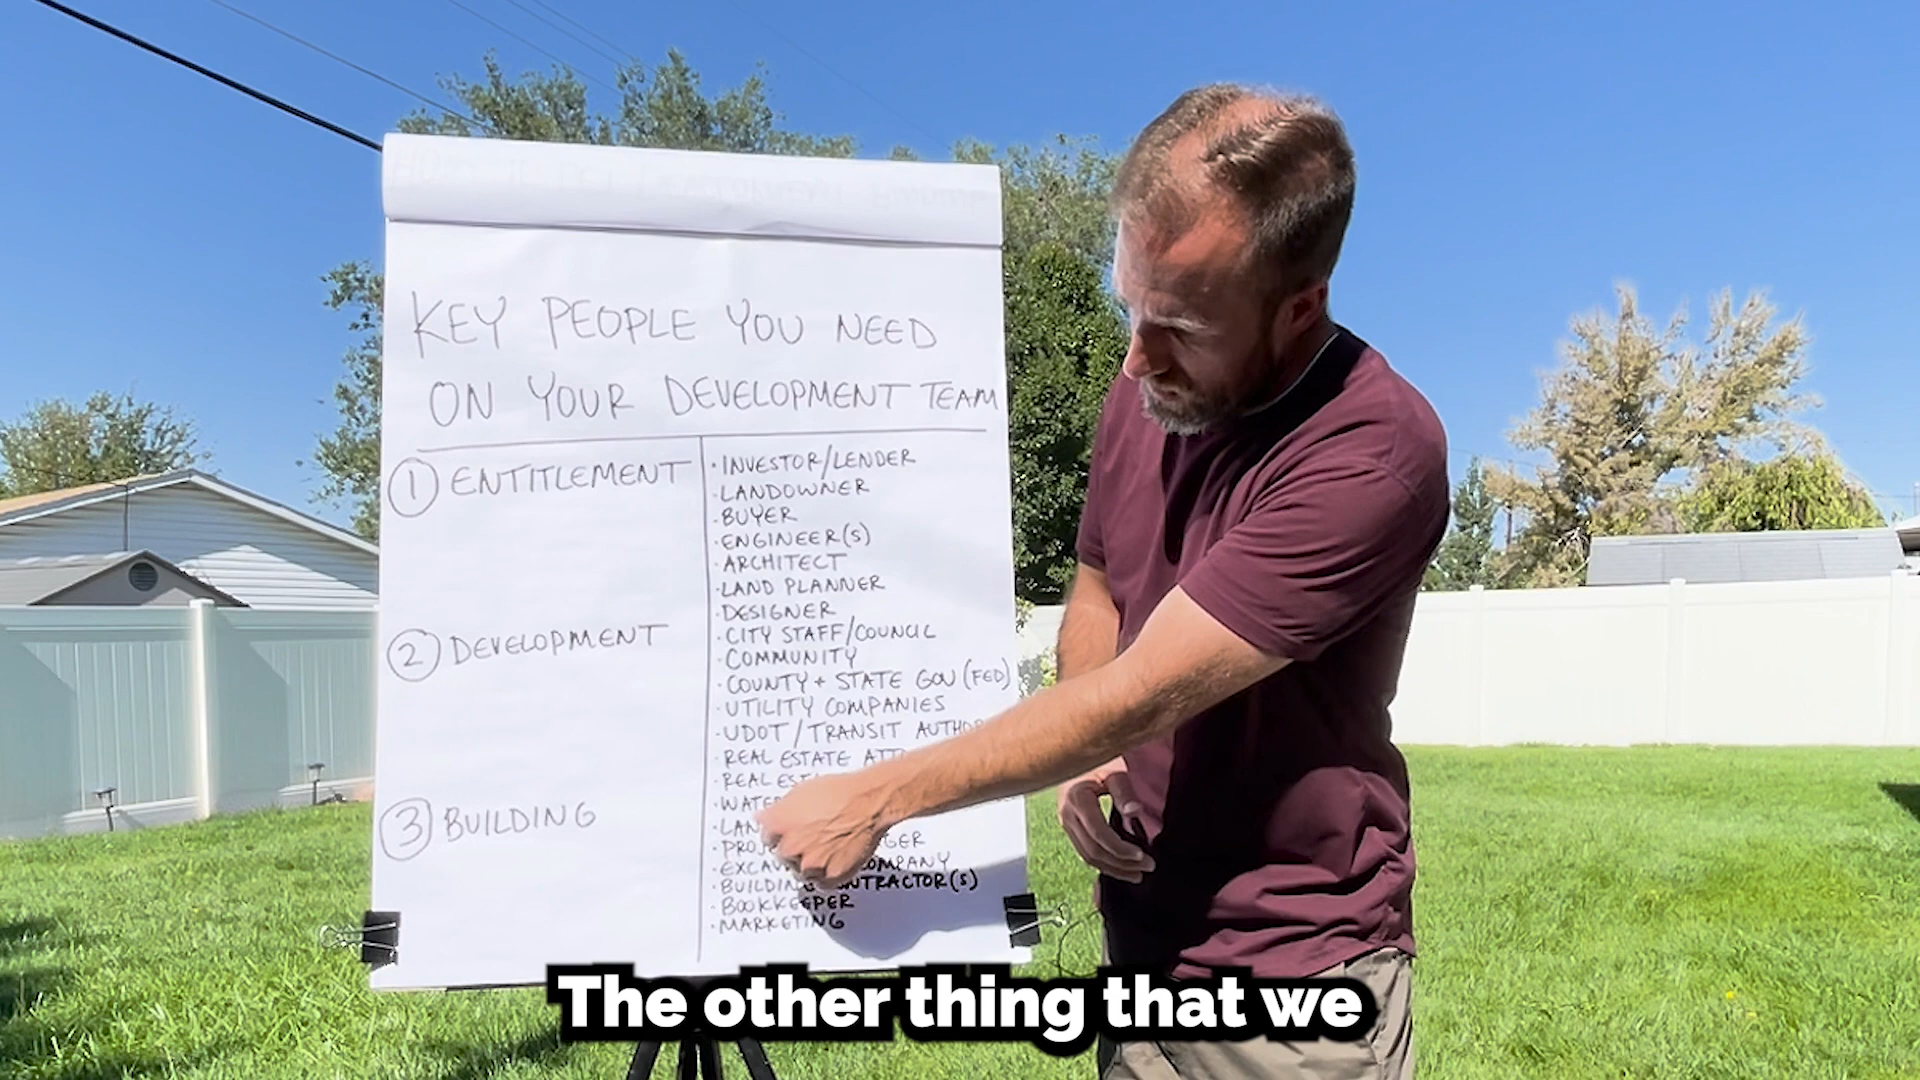 KEY PEOPLE YOU NEED
ON YOUR DEVELOPMENT TEAM
① ENTITLEMENT
② DEVELOPMENT
③ BUILDING
· INVESTOR/LENDER
· LANDOWNER
· BUYER
· ENGINEER(S)
· ARCHITECT
· LAND PLANNER
· DESIGNER
· CITY STAFF/COUNCIL
· COMMUNITY
· COUNTY + STATE GOV (FED)
· UTILITY COMPANIES
· UDOT/TRANSIT
· REAL ESTATE
· REAL
· BUILDING CONTRACTOR(S)
· BOOKKEEPER
· MARKETING
The other thing that we